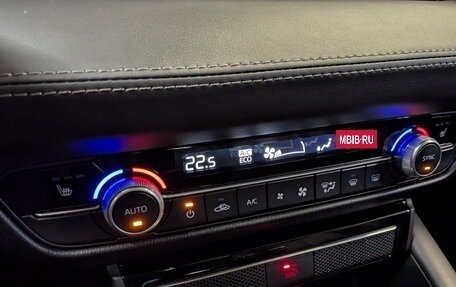 22.5
A/C
ECO
MBIB·RU
AUTO
A/C
SYNC